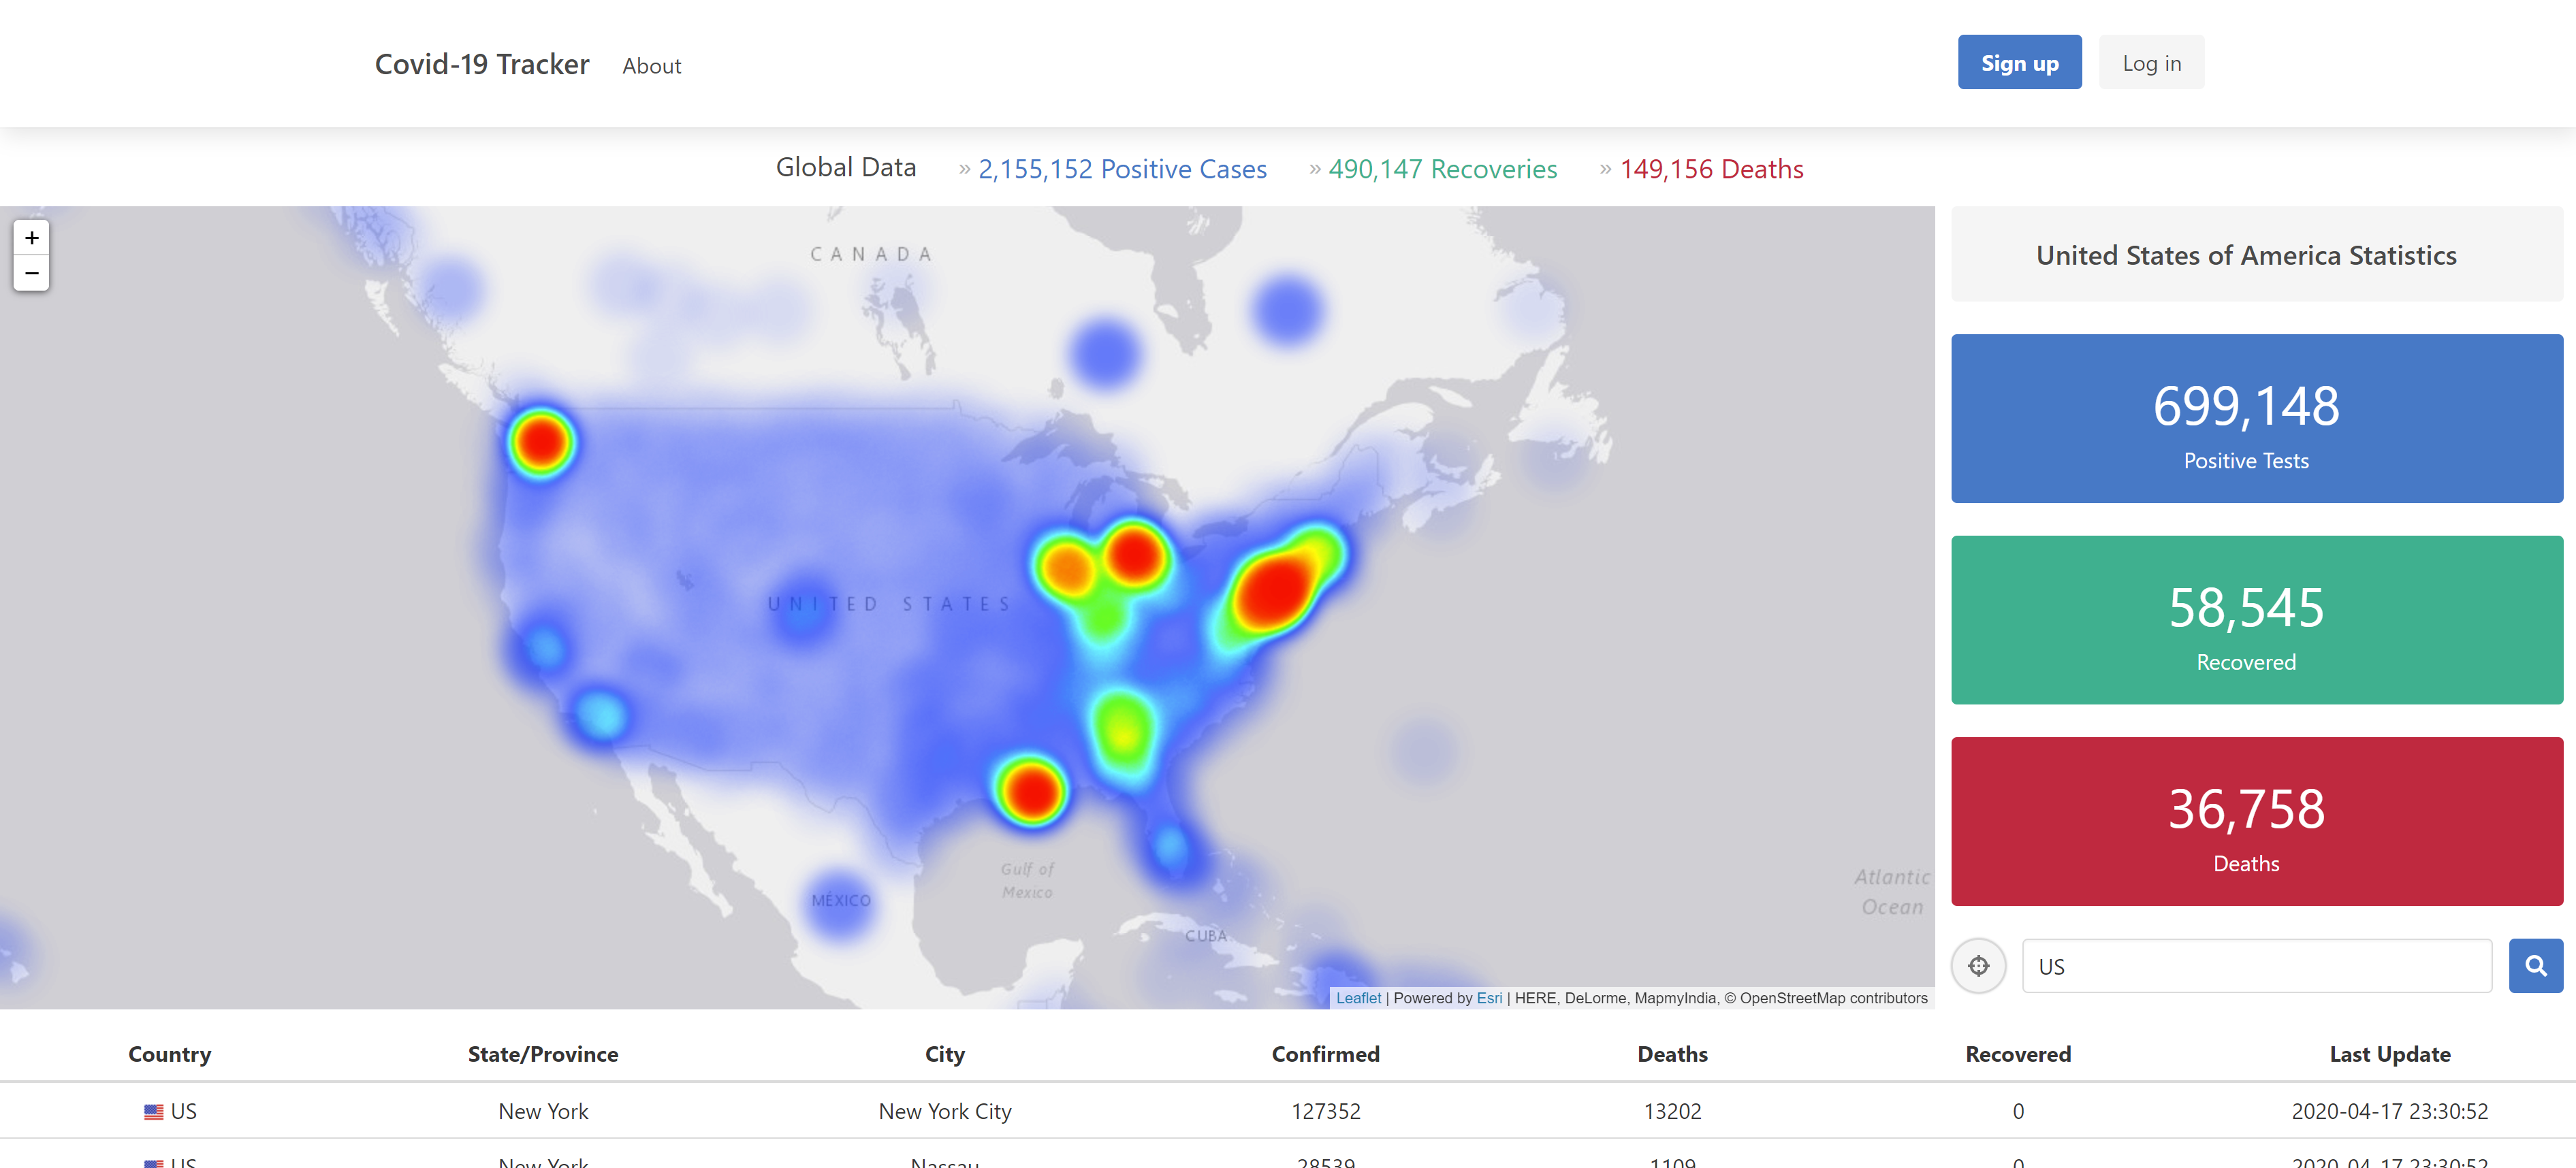 Covid-19 Tracker About Sign up Log in
Global Data » 2,155,152 Positive Cases » 490,147 Recoveries » 149,156 Deaths
+
−
CANADA
UNITED STATES
MÉXICO
Gulf of
Mexico
CUBA
Atlantic
Ocean
Leaflet | Powered by Esri | HERE, DeLorme, MapmyIndia, © OpenStreetMap contributors
United States of America Statistics
699,148
Positive Tests
58,545
Recovered
36,758
Deaths
US
Country State/Province City Confirmed Deaths Recovered Last Update
US New York New York City 127352 13202 0 2020-04-17 23:30:52
US New York Nassau 28539 1109 0 2020-04-17 23:30:52